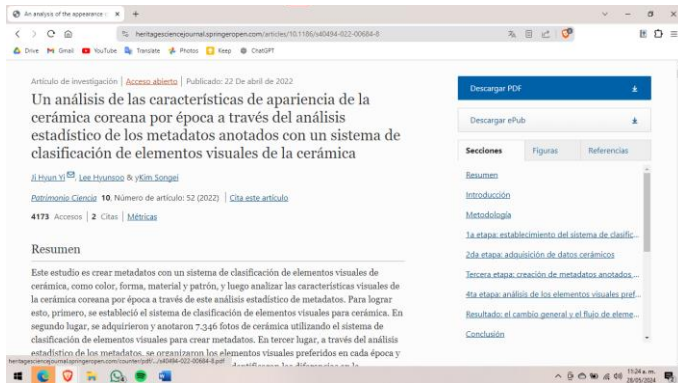 An analysis of the appearance c
heritagesciencejournal.springeropen.com/articles/10.1186/s40494-022-00684-8
Drive Gmail YouTube Translate Photos Keep ChatGPT
Artículo de investigación | Acceso abierto | Publicado: 22 De abril de 2022
Un análisis de las características de apariencia de la
cerámica coreana por época a través del análisis
estadístico de los metadatos anotados con un sistema de
clasificación de elementos visuales de la cerámica
Ji Hyun Yi, Lee Hyunsoo & yKim Songei
Patrimonio Ciencia 10, Número de artículo: 52 (2022) | Cita este artículo
4173 Accesos | 2 Citas | Métricas
Resumen
Este estudio es crear metadatos con un sistema de clasificación de elementos visuales de
cerámica, como color, forma, material y patrón, y luego analizar las características visuales de
la cerámica coreana por época a través de este análisis estadístico de metadatos. Para lograr
esto, primero, se estableció el sistema de clasificación de elementos visuales para cerámica. En
segundo lugar, se adquirieron y anotaron 7.346 fotos de cerámica utilizando el sistema de
clasificación de elementos visuales para crear metadatos. En tercer lugar, a través del análisis
estadístico de los metadatos, se organizaron los elementos visuales preferidos en cada época y
heritagesciencejournal.springeropen.com/counter/pdf/.../s40494-022-00684-8.pdf
Descargar PDF
Descargar ePub
Secciones Figuras Referencias
Resumen
Introducción
Metodología
1a etapa: establecimiento del sistema de clasific...
2da etapa: adquisición de datos cerámicos
Tercera etapa: creación de metadatos anotados...
4ta etapa: análisis de los elementos visuales pref...
Resultado: el cambio general y el flujo de eleme...
Conclusión
11:24 a. m.
28/05/2024